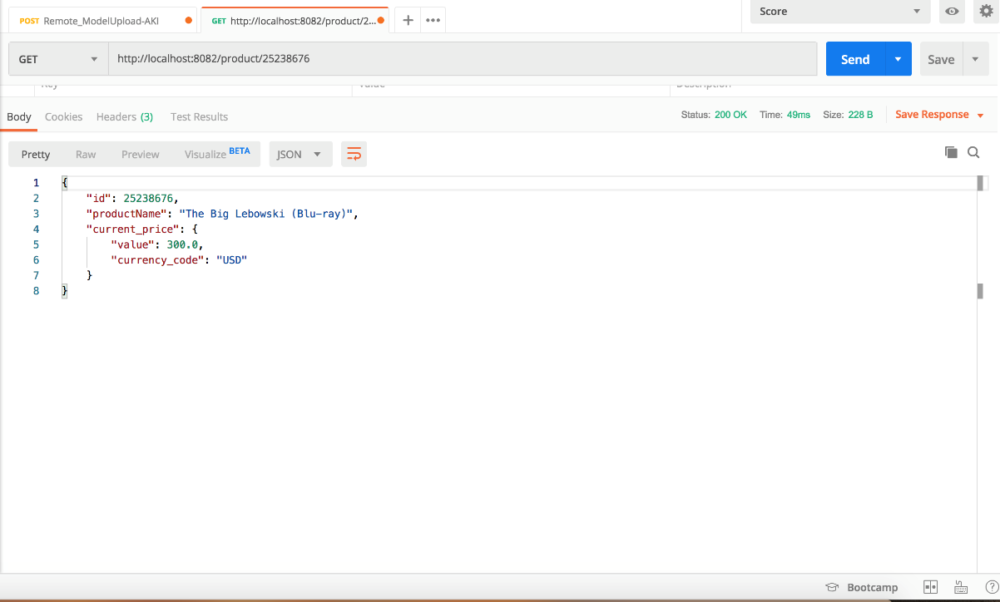 POST Remote_ModelUpload-AKI
GET http://localhost:8082/product/2...
Score
GET
http://localhost:8082/product/25238676
Send
Save
Key Value Description
Body Cookies Headers (3) Test Results
Status: 200 OK Time: 49ms Size: 228 B Save Response
Pretty Raw Preview Visualize BETA JSON
1 {
2 "id": 25238676,
3 "productName": "The Big Lebowski (Blu-ray)",
4 "current_price": {
5 "value": 300.0,
6 "currency_code": "USD"
7 }
8 }
Bootcamp